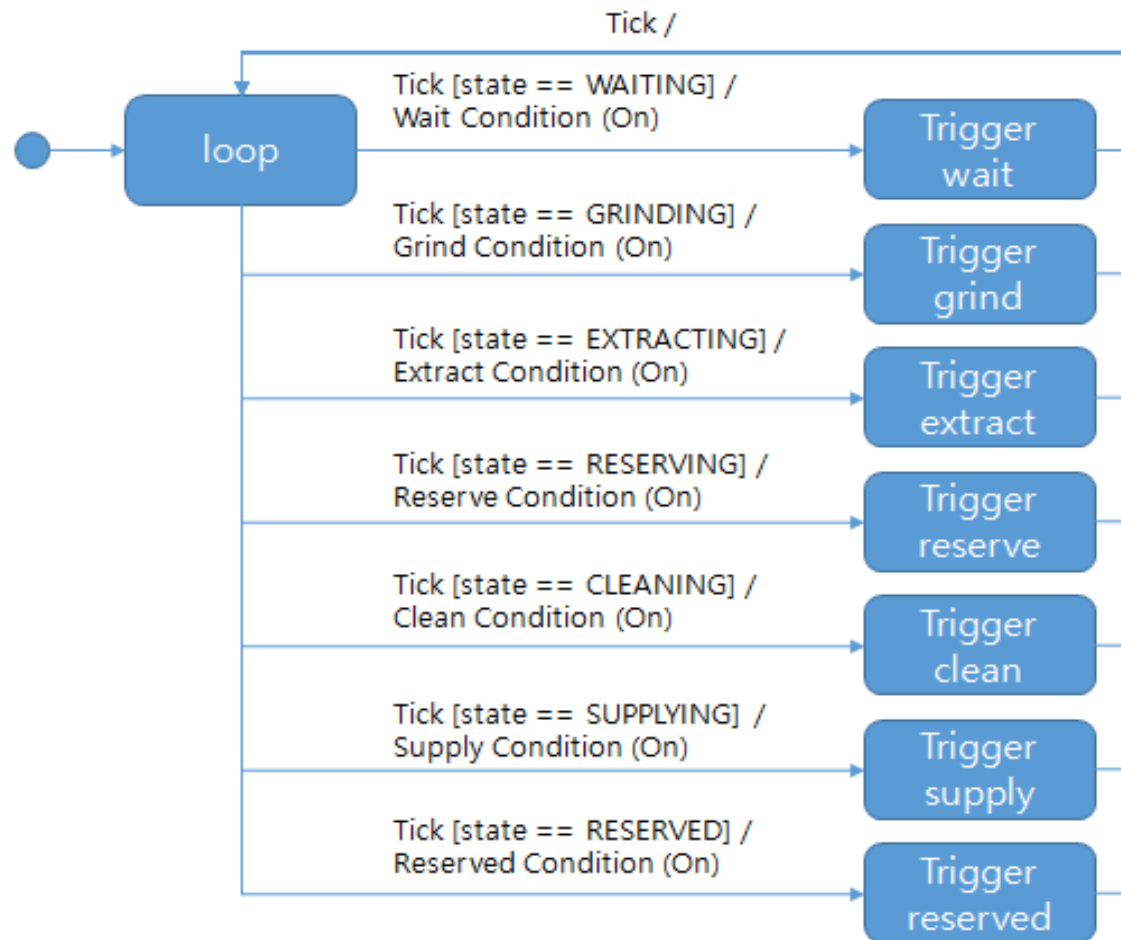 Tick /
Tick [state == WAITING] /
Wait Condition (On)
loop
Trigger
wait
Tick [state == GRINDING] /
Grind Condition (On)
Trigger
grind
Tick [state == EXTRACTING] /
Extract Condition (On)
Trigger
extract
Tick [state == RESERVING] /
Reserve Condition (On)
Trigger
reserve
Tick [state == CLEANING] /
Clean Condition (On)
Trigger
clean
Tick [state == SUPPLYING] /
Supply Condition (On)
Trigger
supply
Tick [state == RESERVED] /
Reserved Condition (On)
Trigger
reserved